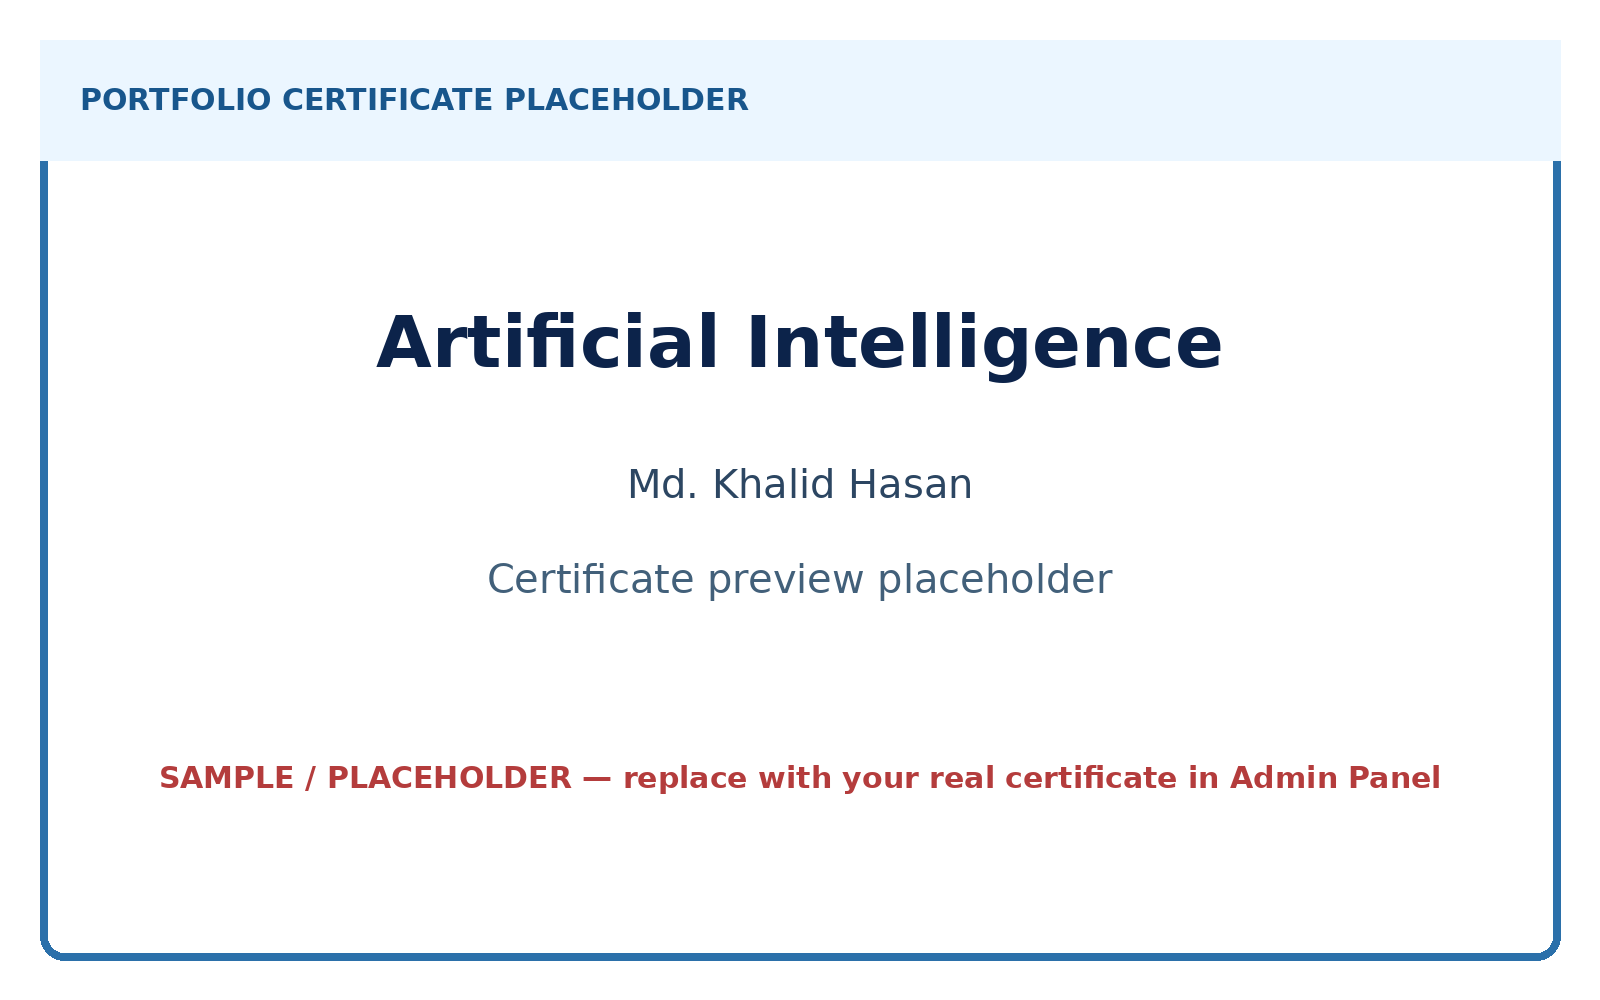 PORTFOLIO CERTIFICATE PLACEHOLDER
Artificial Intelligence
Md. Khalid Hasan
Certificate preview placeholder
SAMPLE / PLACEHOLDER — replace with your real certificate in Admin Panel